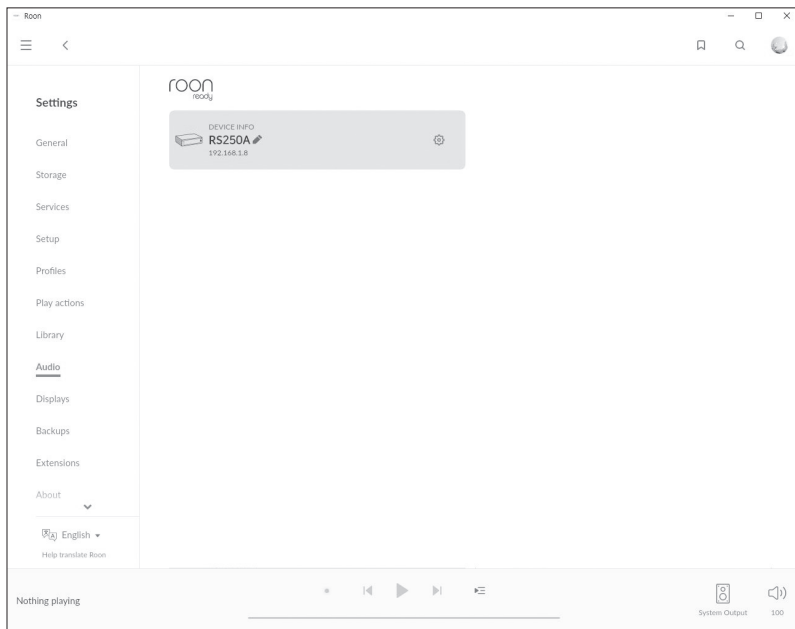 Roon
Settings
General
Storage
Services
Setup
Profiles
Play actions
Library
Audio
Displays
Backups
Extensions
About
English
Help translate Roon
roon
ready
DEVICE INFO
RS250A
192.168.1.8
Nothing playing
System Output
100